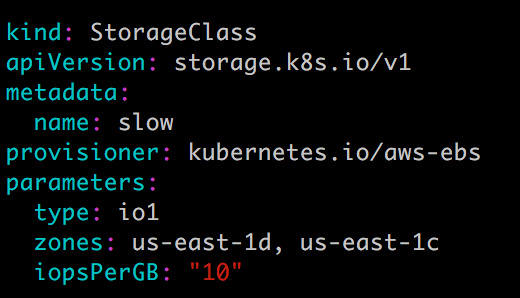 kind: StorageClass
apiVersion: storage.k8s.io/v1
metadata:
  name: slow
provisioner: kubernetes.io/aws-ebs
parameters:
  type: io1
  zones: us-east-1d, us-east-1c
  iopsPerGB: "10"